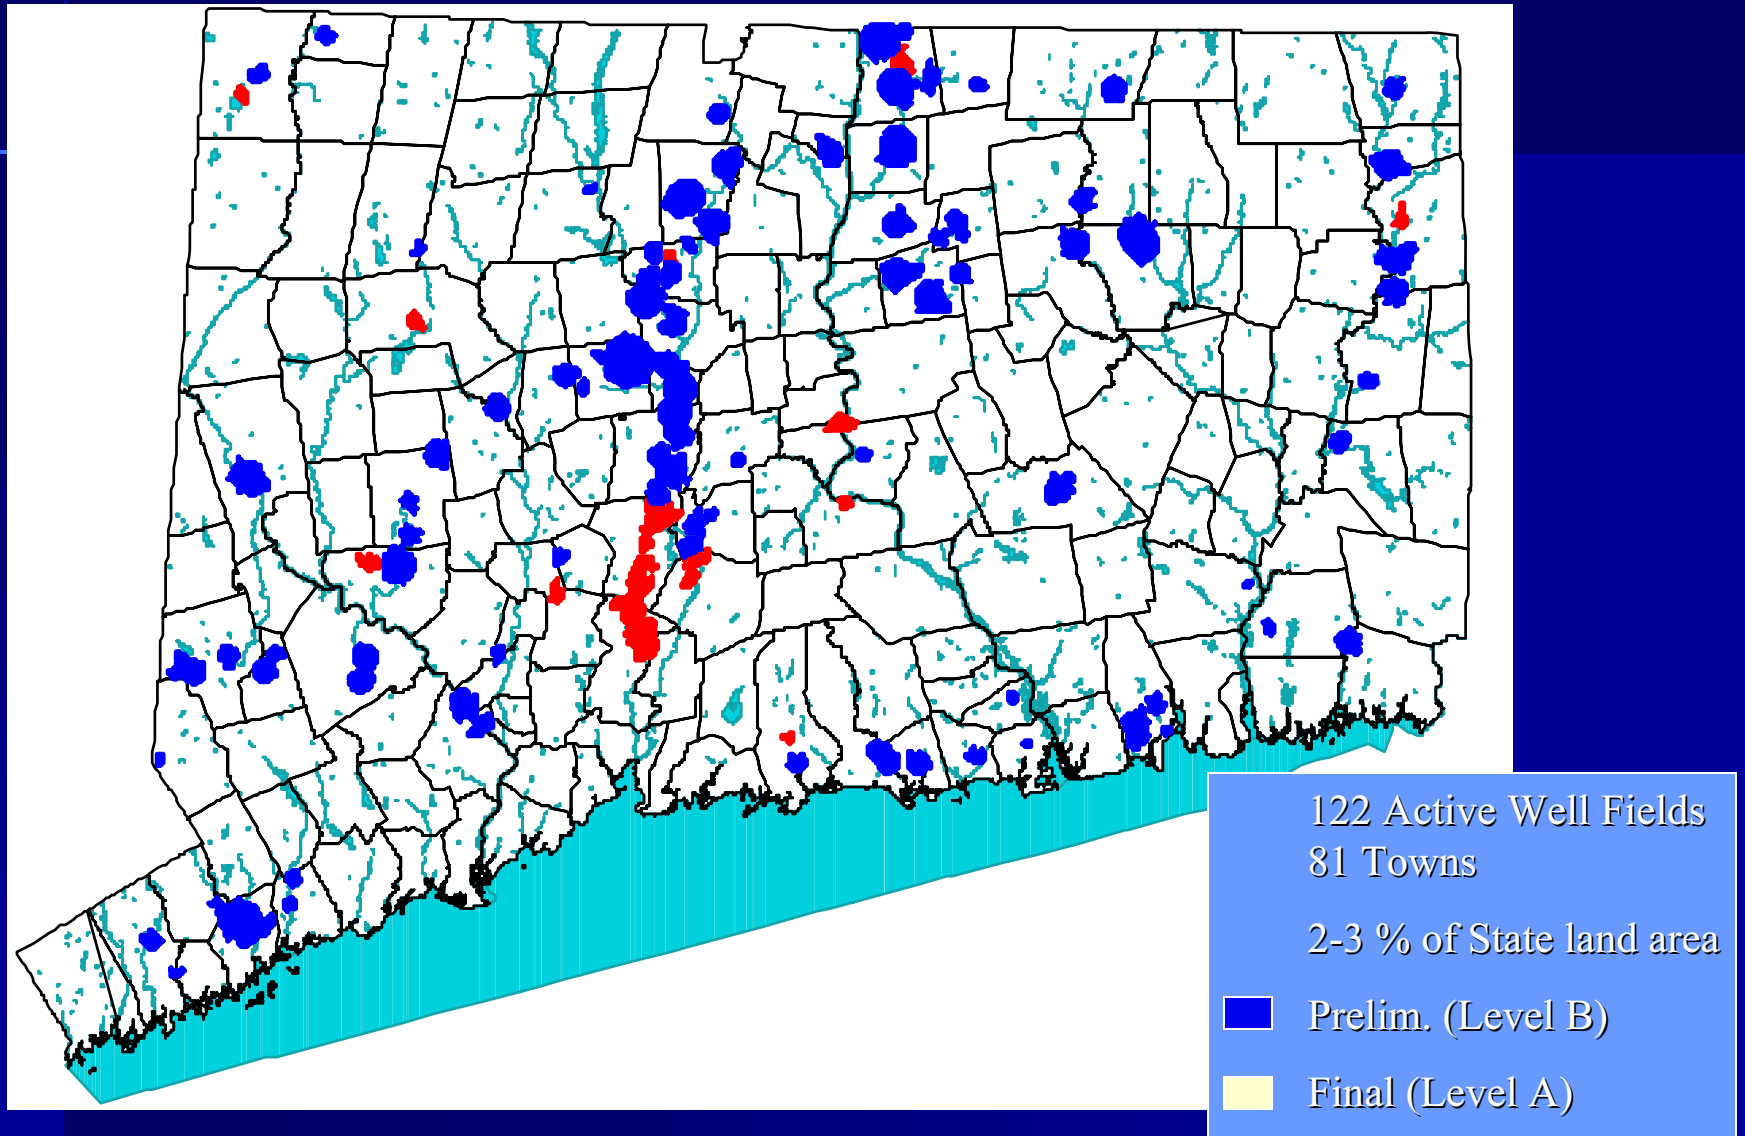 122 Active Well Fields
81 Towns
2-3 % of State land area
Prelim. (Level B)
Final (Level A)